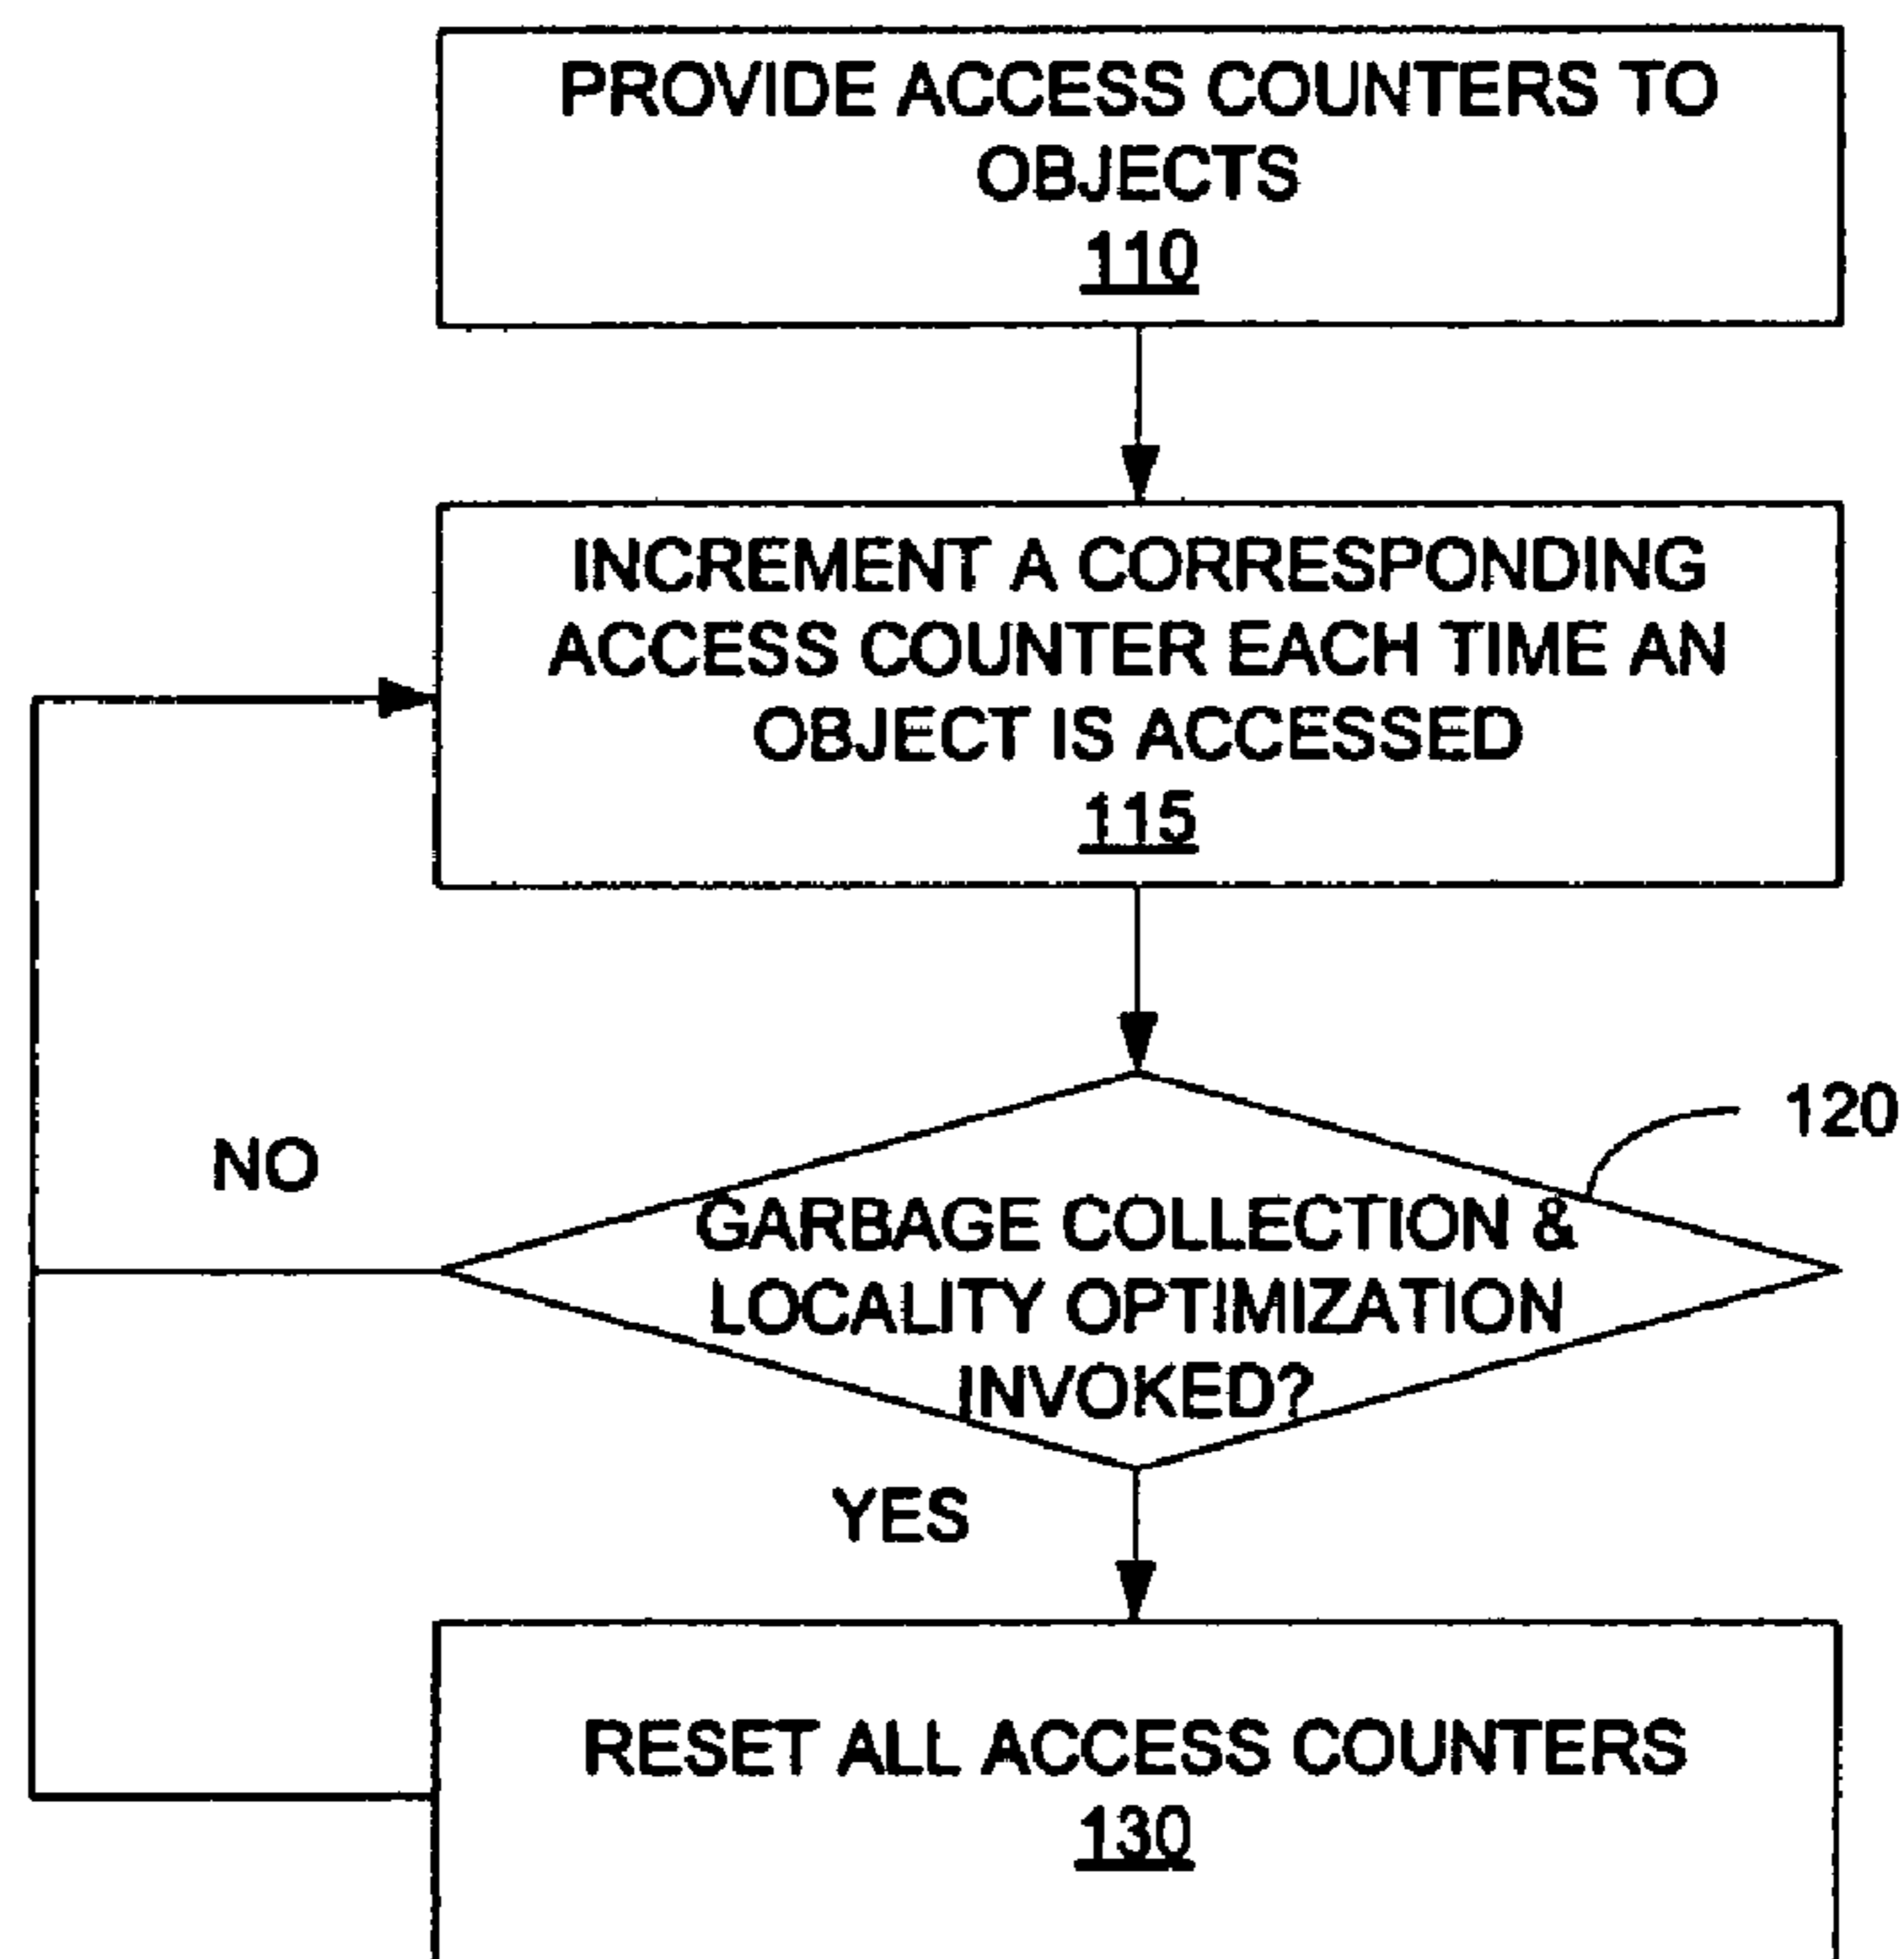 PROVIDE ACCESS COUNTERS TO
OBJECTS
110
INCREMENT A CORRESPONDING
ACCESS COUNTER EACH TIME AN
OBJECT IS ACCESSED
115
120
NO
GARBAGE COLLECTION &
LOCALITY OPTIMIZATION
INVOKED?
YES
RESET ALL ACCESS COUNTERS
130